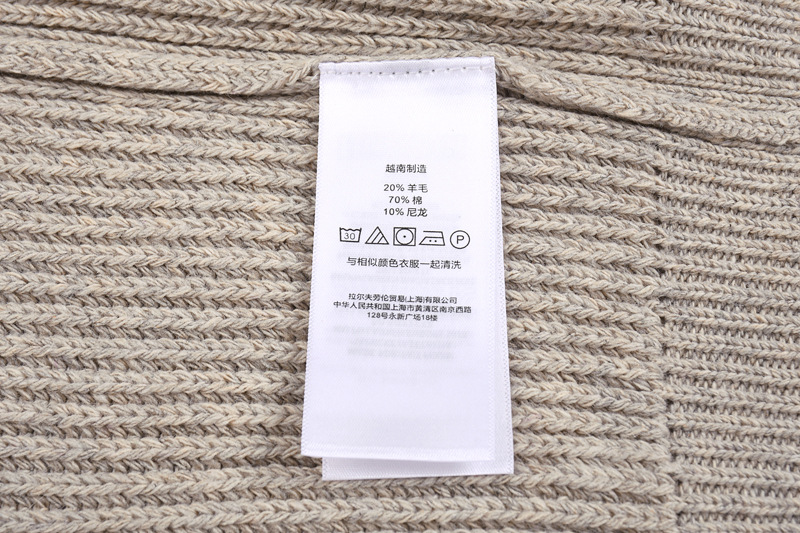 越南制造
20% 羊毛
70% 棉
10% 尼龙
30 P
与相似颜色衣服一起清洗
拉尔夫劳伦贸易(上海)有限公司
中华人民共和国上海市黄浦区南京西路
128号永新广场18楼